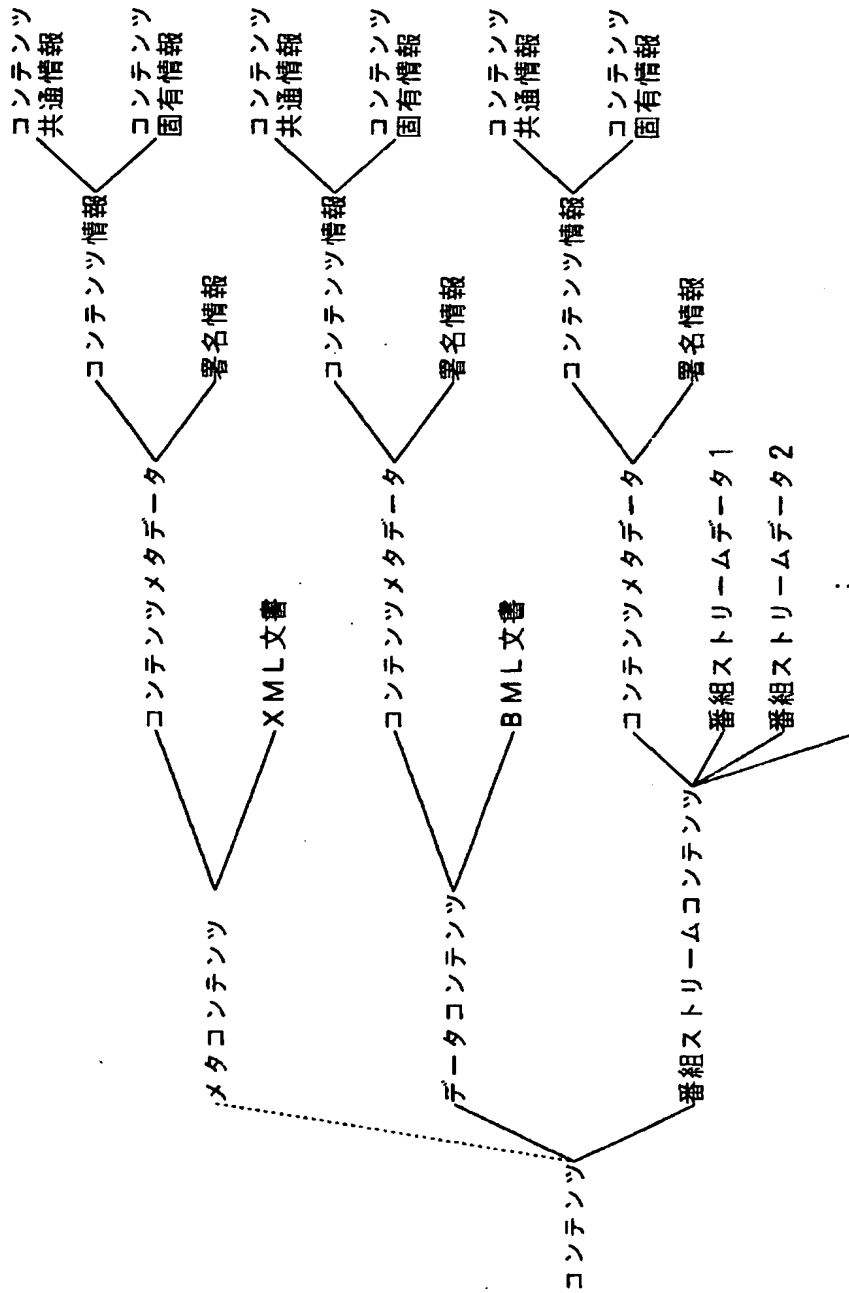 コンテンツ
メタコンテンツ
コンテンツメタデータ
コンテンツ情報
コンテンツ
共通情報
コンテンツ
固有情報
署名情報
XML文書
データコンテンツ
コンテンツメタデータ
コンテンツ情報
コンテンツ
共通情報
コンテンツ
固有情報
署名情報
BML文書
番組ストリームコンテンツ
コンテンツメタデータ
コンテンツ情報
コンテンツ
共通情報
コンテンツ
固有情報
署名情報
番組ストリームデータ1
番組ストリームデータ2